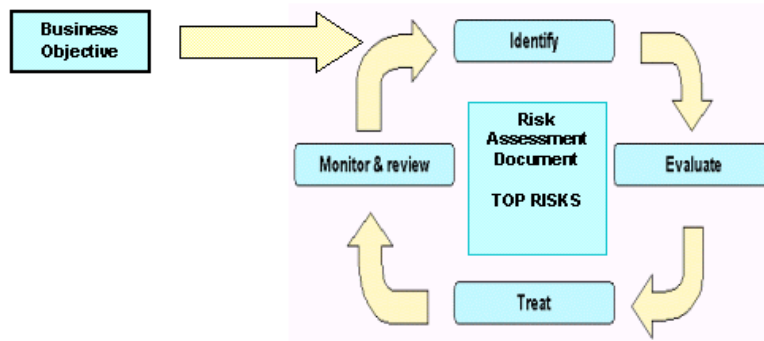 Business
Objective
Identify
Risk
Assessment
Document
TOP RISKS
Monitor & review
Evaluate
Treat